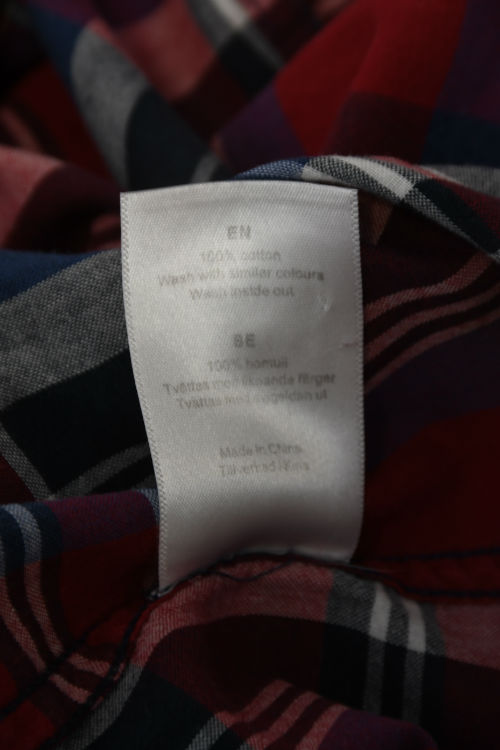 EN
100% cotton
Wash with similar colours
Wash inside out
SE
100% bomull
Tvättas med liknande färger
Tvättas med avigsidan ut
Made in China
Tillverkad i Kina